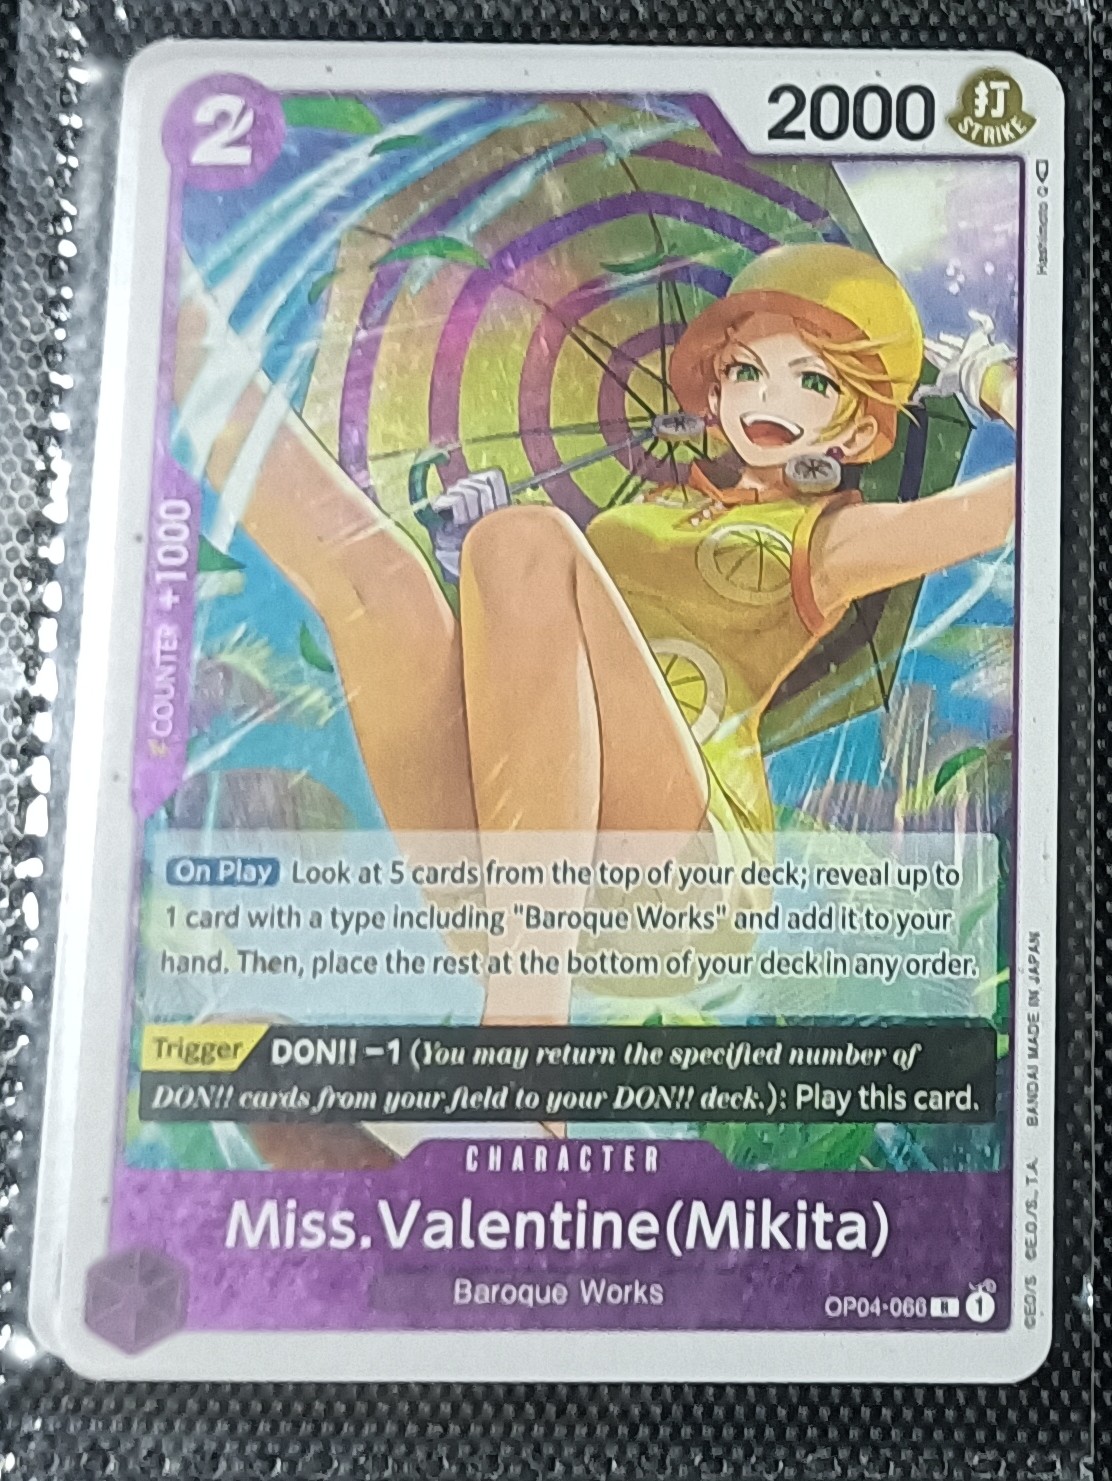 2
2000
打
STRIKE
Hashimoto Q
COUNTER +1000
On Play Look at 5 cards from the top of your deck; reveal up to
1 card with a type including "Baroque Works" and add it to your
hand. Then, place the rest at the bottom of your deck in any order.
Trigger DON!! −1 (You may return the specified number of
DON!! cards from your field to your DON!! deck.): Play this card.
CHARACTER
Miss.Valentine(Mikita)
Baroque Works
OP04-066 R 1
©E.O/S ©E.O./S., T.A. BANDAI MADE IN JAPAN